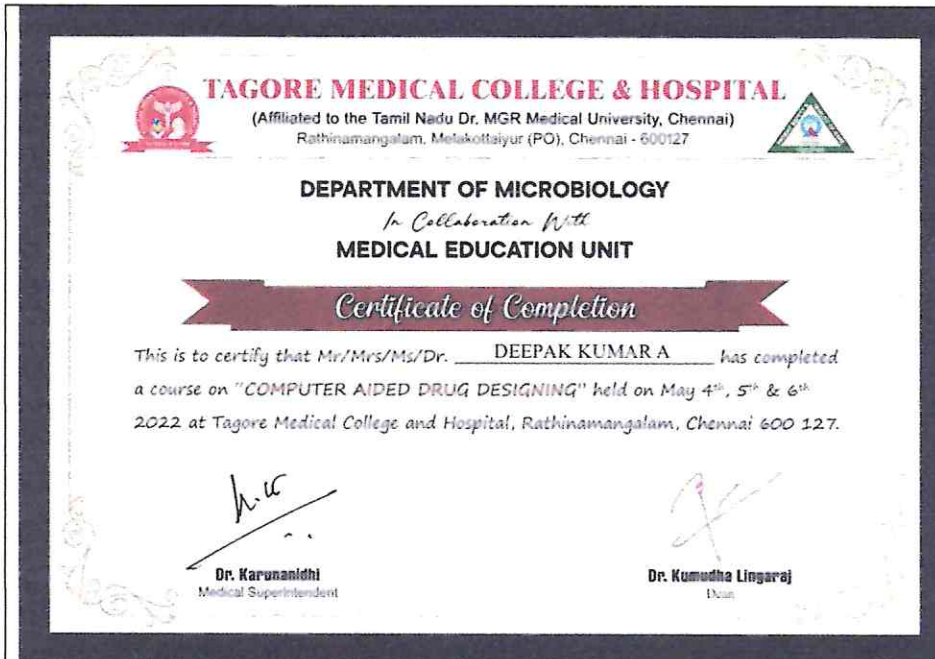 TAGORE MEDICAL COLLEGE & HOSPITAL
(Affiliated to the Tamil Nadu Dr. MGR Medical University, Chennai)
Rathinamangalam, Melakottaiyur (PO), Chennai - 600127
DEPARTMENT OF MICROBIOLOGY
In Collaboration With
MEDICAL EDUCATION UNIT
Certificate of Completion
This is to certify that Mr/Mrs/Ms/Dr. DEEPAK KUMAR A has completed
a course on "COMPUTER AIDED DRUG DESIGNING" held on May 4th, 5th & 6th
2022 at Tagore Medical College and Hospital, Rathinamangalam, Chennai 600 127.
Dr. Karunanidhi
Medical Superintendent
Dr. Kumudha Lingaraj
Dean